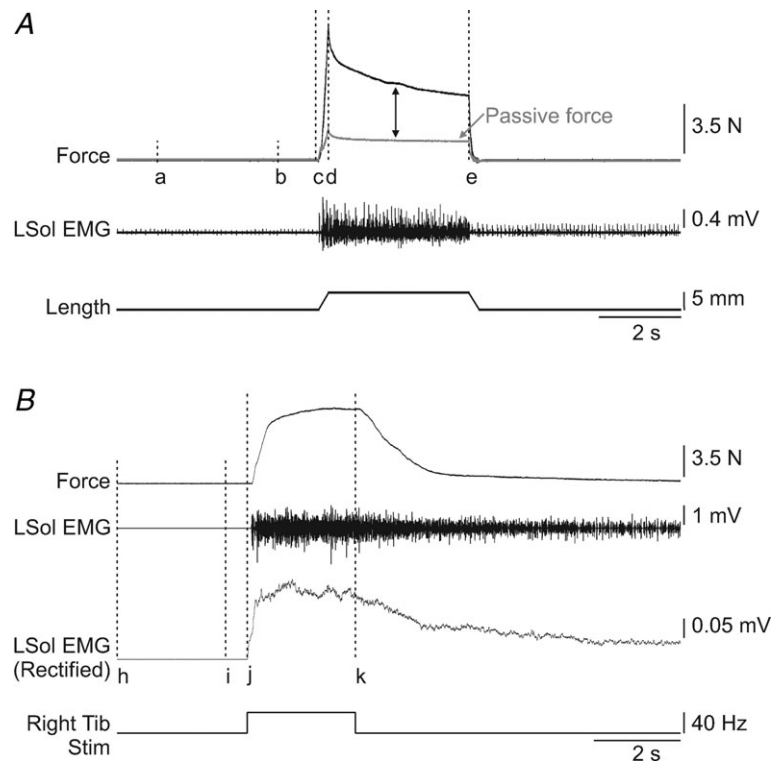 A
Passive force
3.5 N
Force
a b c d e
LSol EMG
0.4 mV
Length
5 mm
2 s
B
Force
3.5 N
LSol EMG
1 mV
LSol EMG
(Rectified)
0.05 mV
h i j k
Right Tib
Stim
40 Hz
2 s